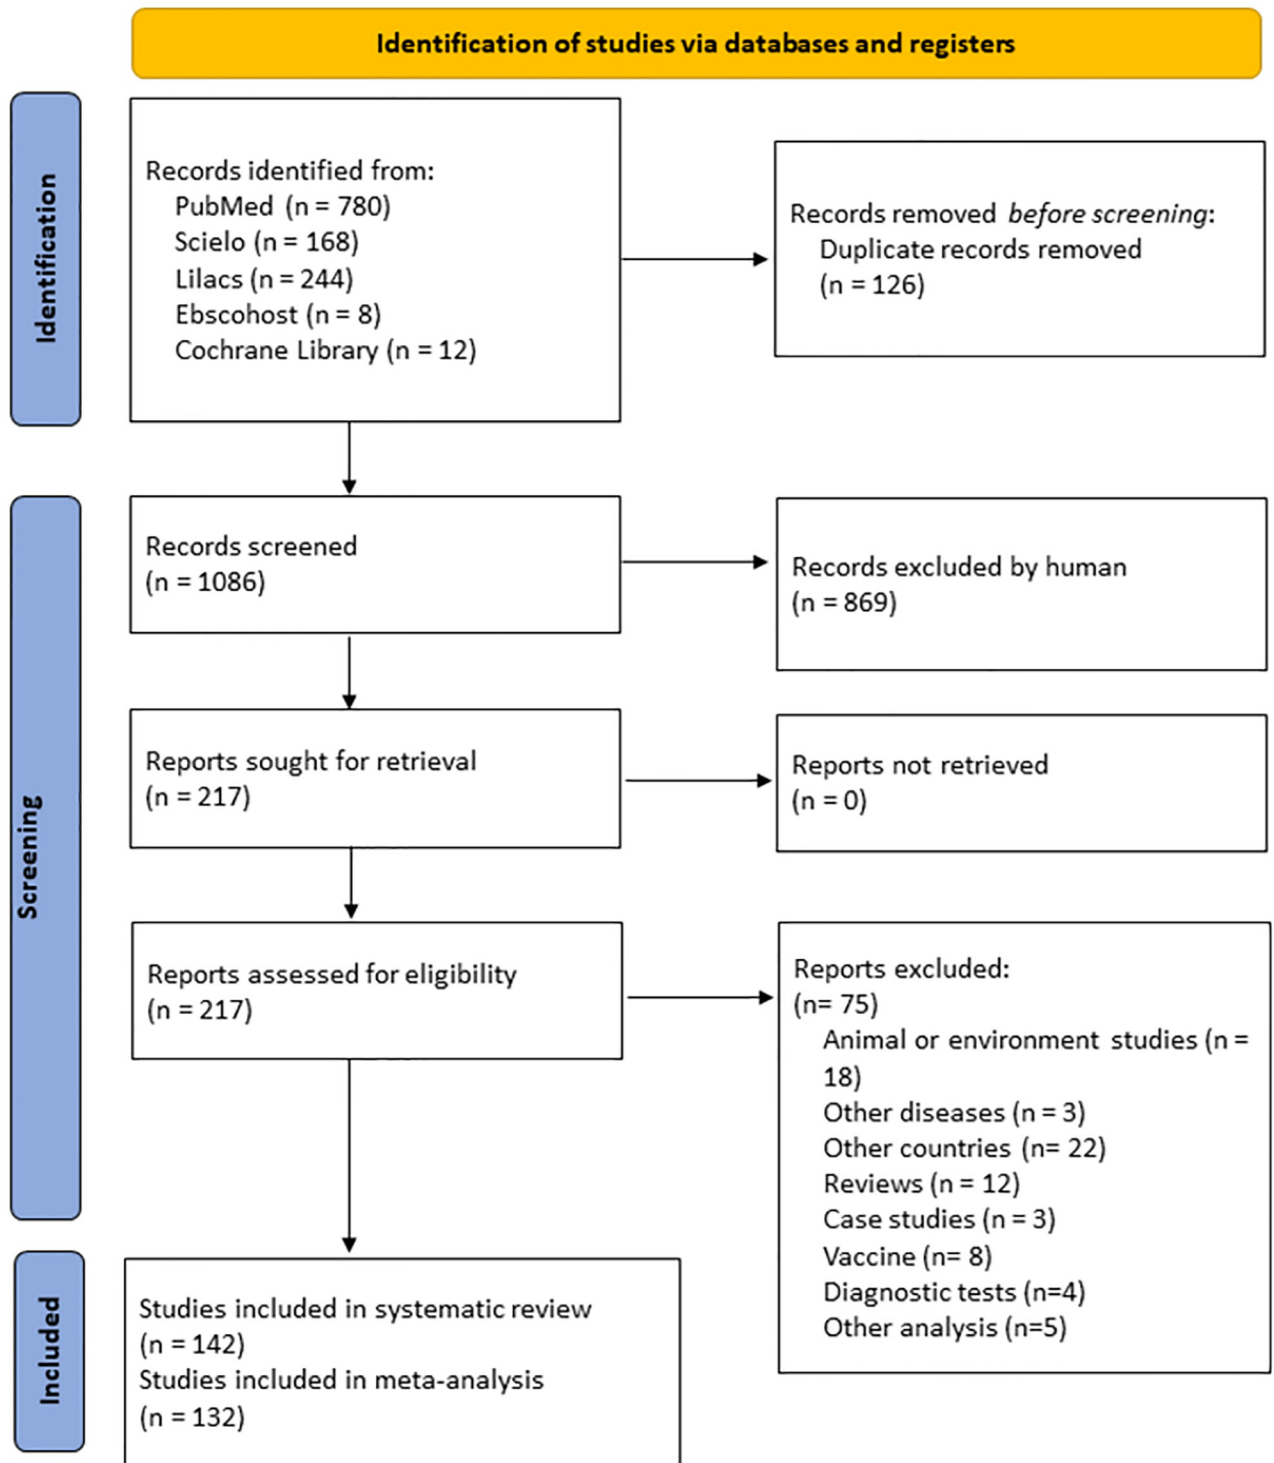 Identification of studies via databases and registers
Identification
Records identified from:
PubMed (n = 780)
Scielo (n = 168)
Lilacs (n = 244)
Ebscohost (n = 8)
Cochrane Library (n = 12)
Records removed before screening:
Duplicate records removed
(n = 126)
Screening
Records screened
(n = 1086)
Records excluded by human
(n = 869)
Reports sought for retrieval
(n = 217)
Reports not retrieved
(n = 0)
Reports assessed for eligibility
(n = 217)
Reports excluded:
(n= 75)
Animal or environment studies (n =
18)
Other diseases (n = 3)
Other countries (n= 22)
Reviews (n = 12)
Case studies (n = 3)
Vaccine (n= 8)
Diagnostic tests (n=4)
Other analysis (n=5)
Included
Studies included in systematic review
(n = 142)
Studies included in meta-analysis
(n = 132)